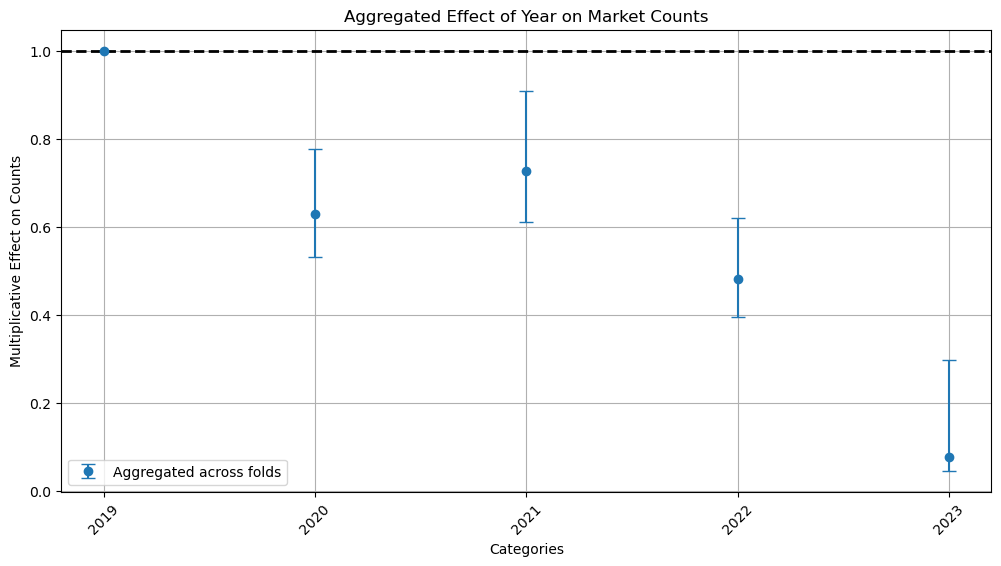 Aggregated Effect of Year on Market Counts
Multiplicative Effect on Counts
1.0
0.8
0.6
0.4
0.2
0.0
Aggregated across folds
2019
2020
2021
2022
2023
Categories